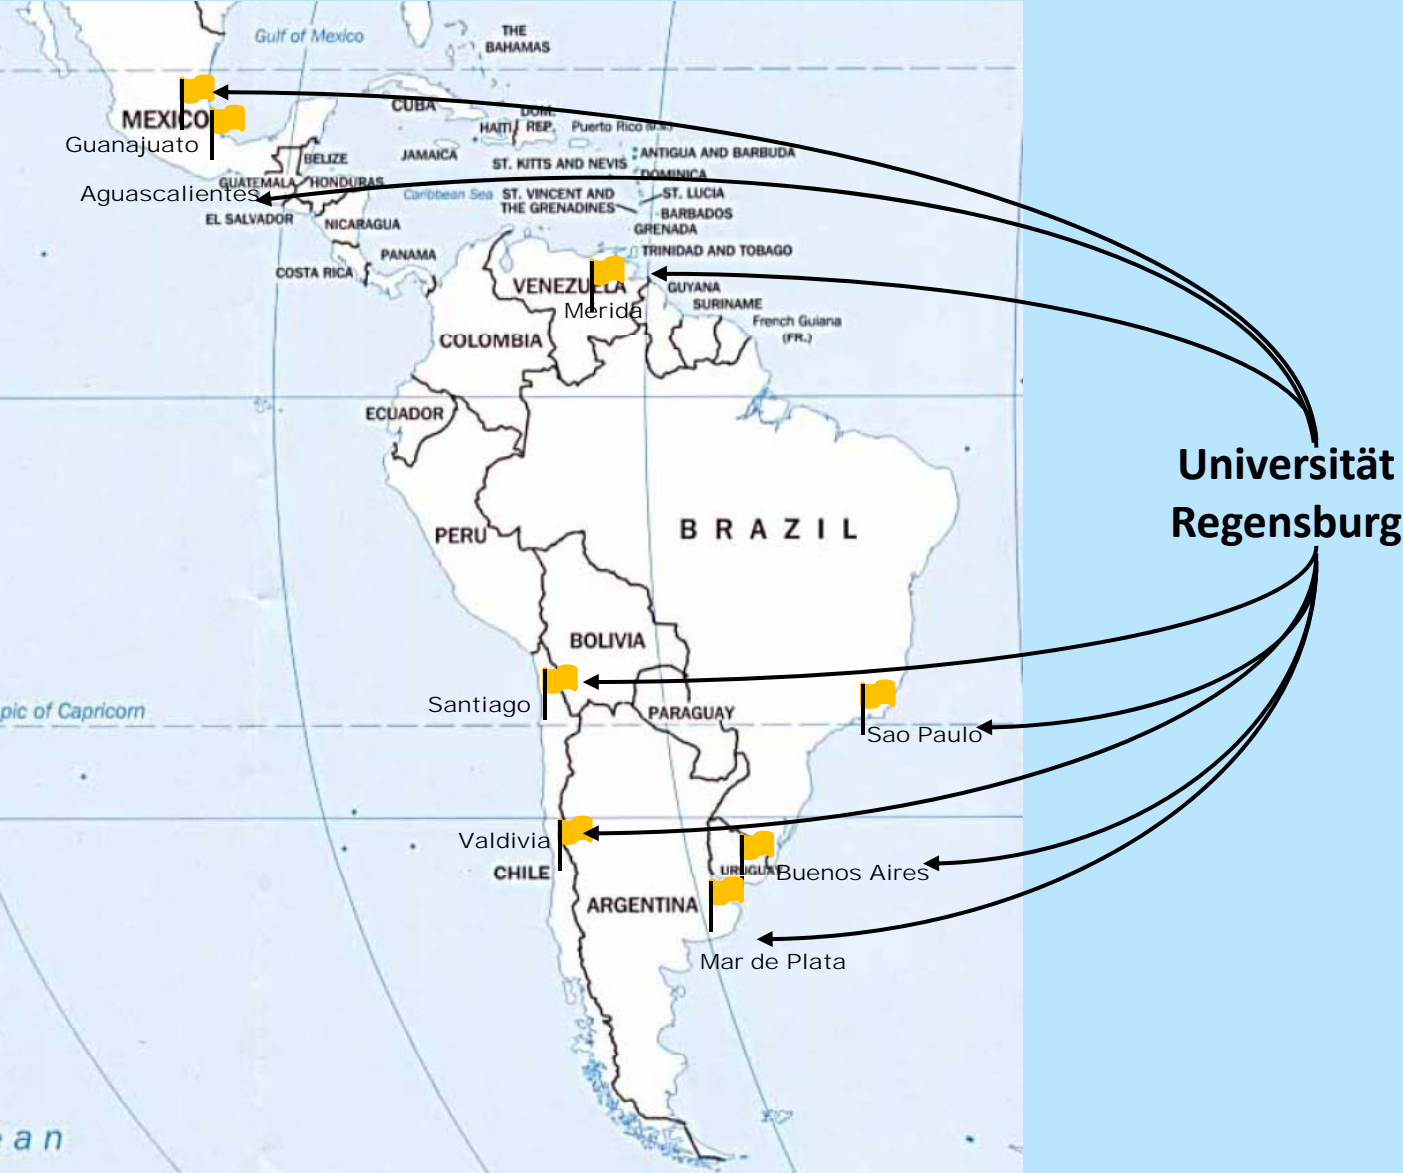 Gulf of Mexico
THE
BAHAMAS
CUBA
DOM.
MEXICO
HAITI
REP.
Puerto Rico (U.S.)
Guanajuato
BELIZE
JAMAICA
ST. KITTS AND NEVIS
ANTIGUA AND BARBUDA
DOMINICA
GUATEMALA
HONDURAS
Aguascalientes
Caribbean Sea
ST. VINCENT AND
THE GRENADINES
ST. LUCIA
BARBADOS
EL SALVADOR
NICARAGUA
GRENADA
PANAMA
TRINIDAD AND TOBAGO
COSTA RICA
VENEZUELA
GUYANA
SURINAME
Merida
French Guiana
(FR.)
COLOMBIA
ECUADOR
Universität
Regensburg
PERU
BRAZIL
BOLIVIA
Santiago
pic of Capricorn
PARAGUAY
Sao Paulo
Valdivia
CHILE
URUGUAY
Buenos Aires
ARGENTINA
Mar de Plata
ean